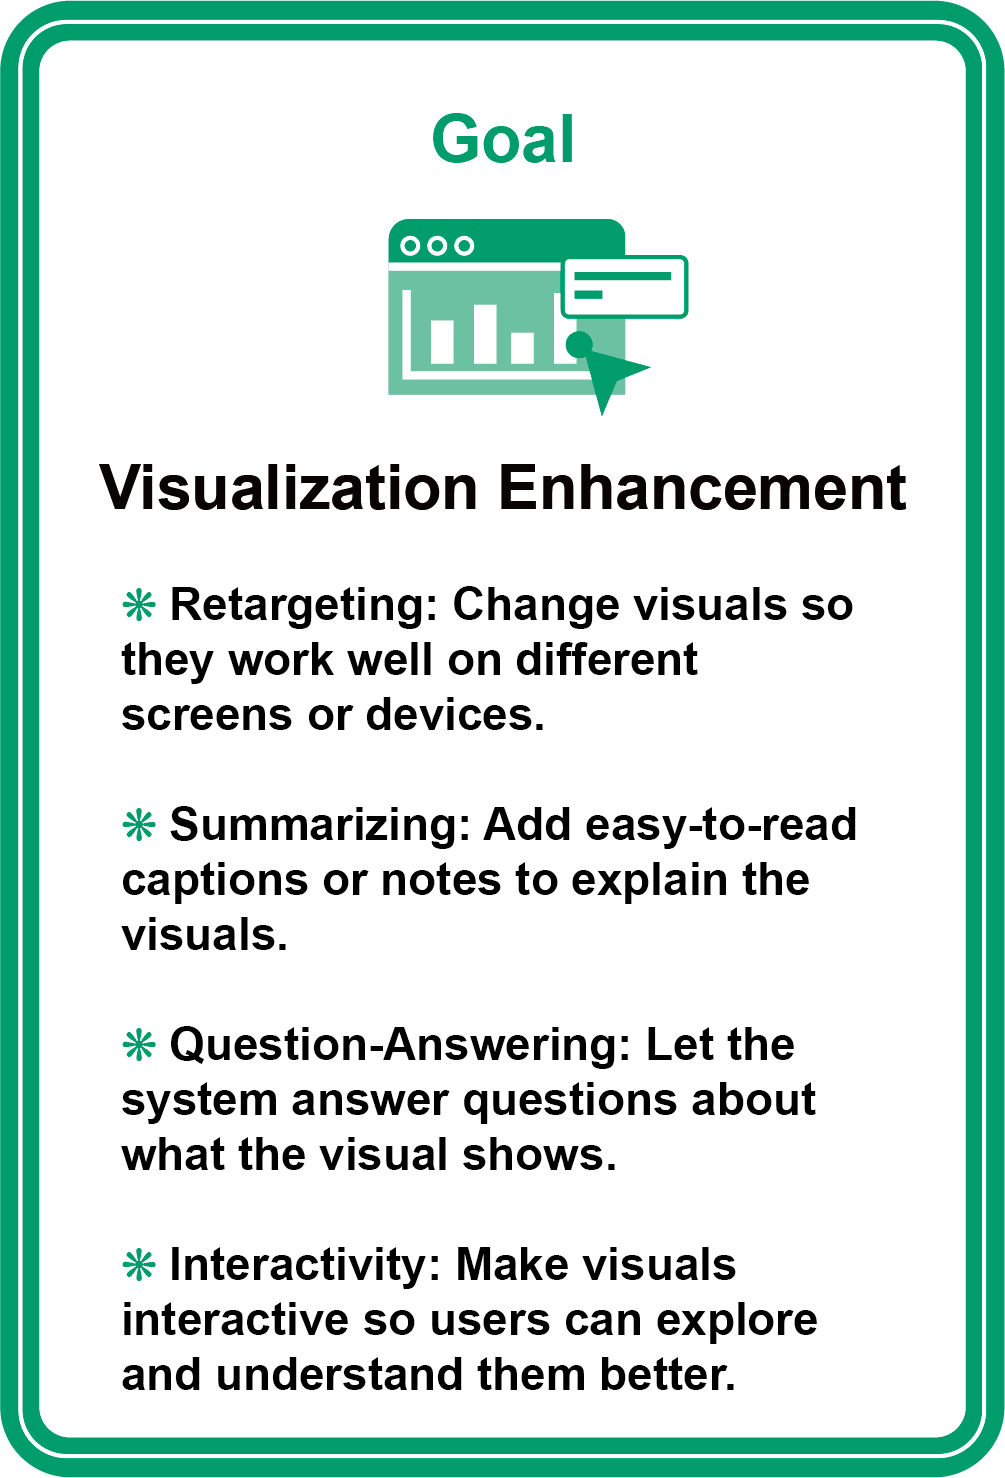 Goal
Visualization Enhancement
❋ Retargeting: Change visuals so
they work well on different
screens or devices.
❋ Summarizing: Add easy-to-read
captions or notes to explain the
visuals.
❋ Question-Answering: Let the
system answer questions about
what the visual shows.
❋ Interactivity: Make visuals
interactive so users can explore
and understand them better.